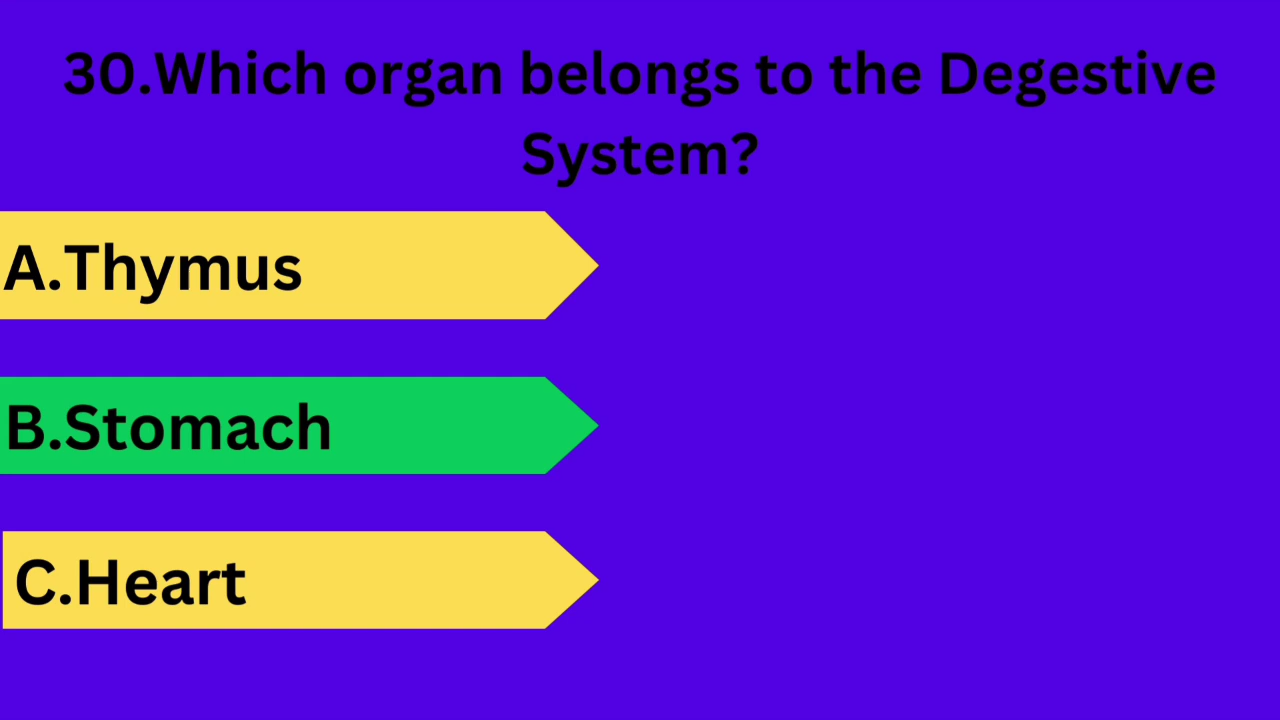 30.Which organ belongs to the Degestive
System?
A.Thymus
B.Stomach
C.Heart